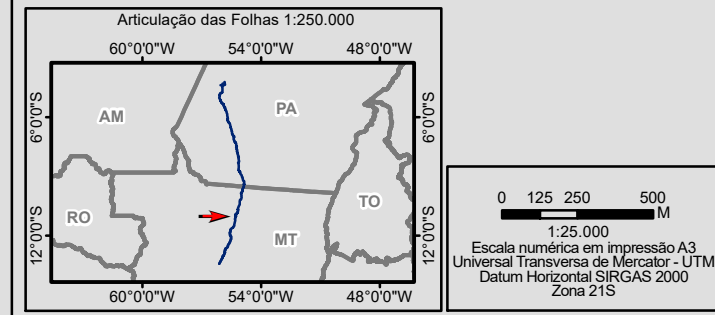 Articulação das Folhas 1:250.000
60°0'0"W 54°0'0"W 48°0'0"W
6°0'0"S AM PA 6°0'0"S
12°0'0"S RO MT TO 12°0'0"S
60°0'0"W 54°0'0"W 48°0'0"W
0 125 250 500
M
1:25.000
Escala numérica em impressão A3
Universal Transversa de Mercator - UTM
Datum Horizontal SIRGAS 2000
Zona 21S